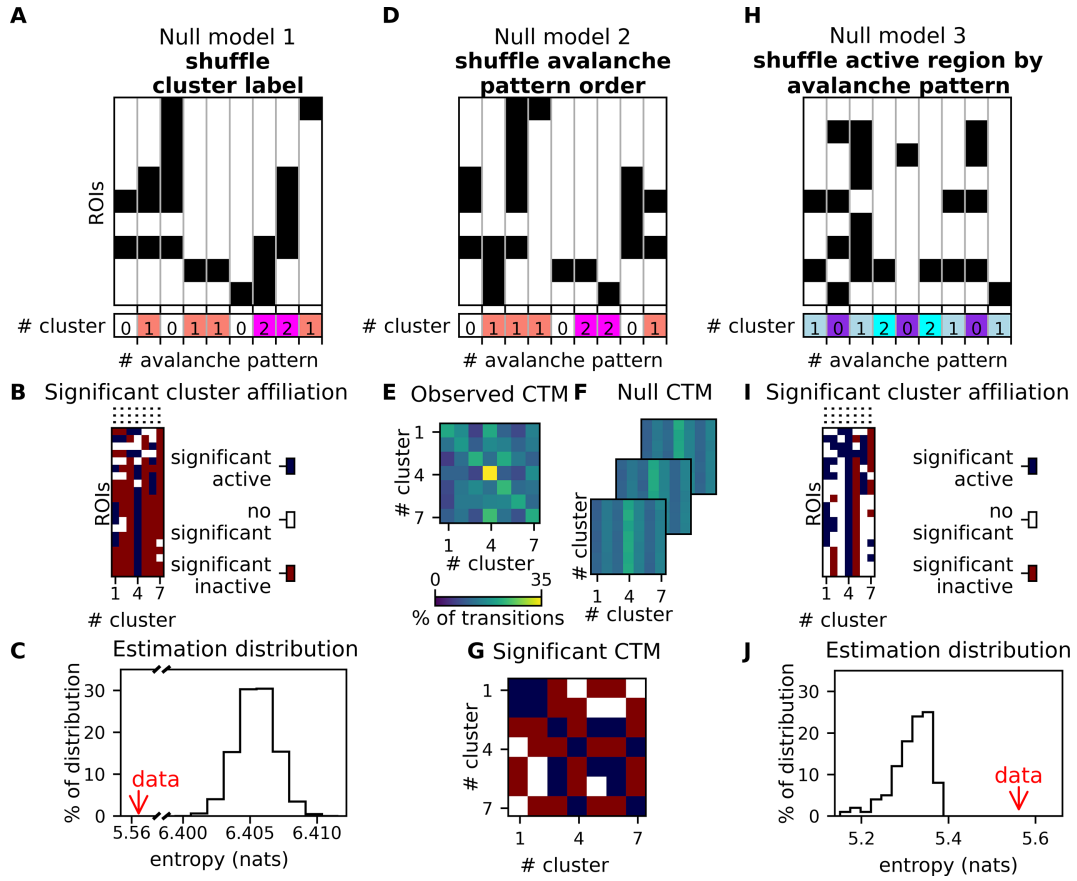 A
Null model 1
shuffle
cluster label
ROIs
# cluster
0 1 0 1 1 0 2 2 1
# avalanche pattern
D
Null model 2
shuffle avalanche
pattern order
# cluster
0 1 1 1 0 2 2 0 1
# avalanche pattern
H
Null model 3
shuffle active region by
avalanche pattern
# cluster
1 0 1 2 0 2 1 0 1
# avalanche pattern
B
Significant cluster affiliation
ROIs
1 4 7
# cluster
significant
active
no
significant
significant
inactive
E
Observed CTM
# cluster
1
4
7
1 4 7
# cluster
0 35
% of transitions
F
Null CTM
# cluster
1 4 7
# cluster
I
Significant cluster affiliation
ROIs
1 4 7
# cluster
significant
active
no
significant
significant
inactive
C
Estimation distribution
% of distribution
30
20
10
0
data
5.56 6.400 6.405 6.410
entropy (nats)
G
Significant CTM
# cluster
1
4
7
1 4 7
# cluster
J
Estimation distribution
% of distribution
30
20
10
0
data
5.2 5.4 5.6
entropy (nats)